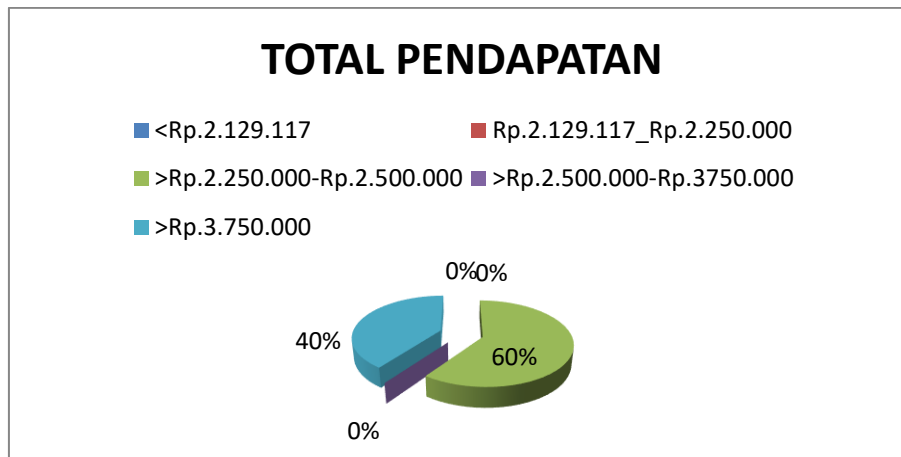 TOTAL PENDAPATAN
<Rp.2.129.117 Rp.2.129.117_Rp.2.250.000
>Rp.2.250.000-Rp.2.500.000 >Rp.2.500.000-Rp.3750.000
>Rp.3.750.000
0% 0%
40% 60%
0%